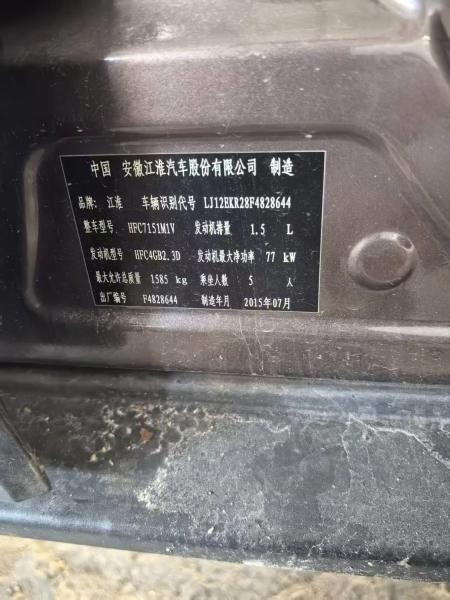 中国 安徽江淮汽车股份有限公司 制造
品牌: 江淮 车辆识别代号 LJ12EKR28F4828644
整车型号 HFC7151M1V 发动机排量 1.5 L
发动机型号 HFC4GB2.3D 发动机最大净功率 77 kW
最大允许总质量 1585 kg 乘坐人数 5 人
出厂编号 F4828644 制造年月 2015年07月